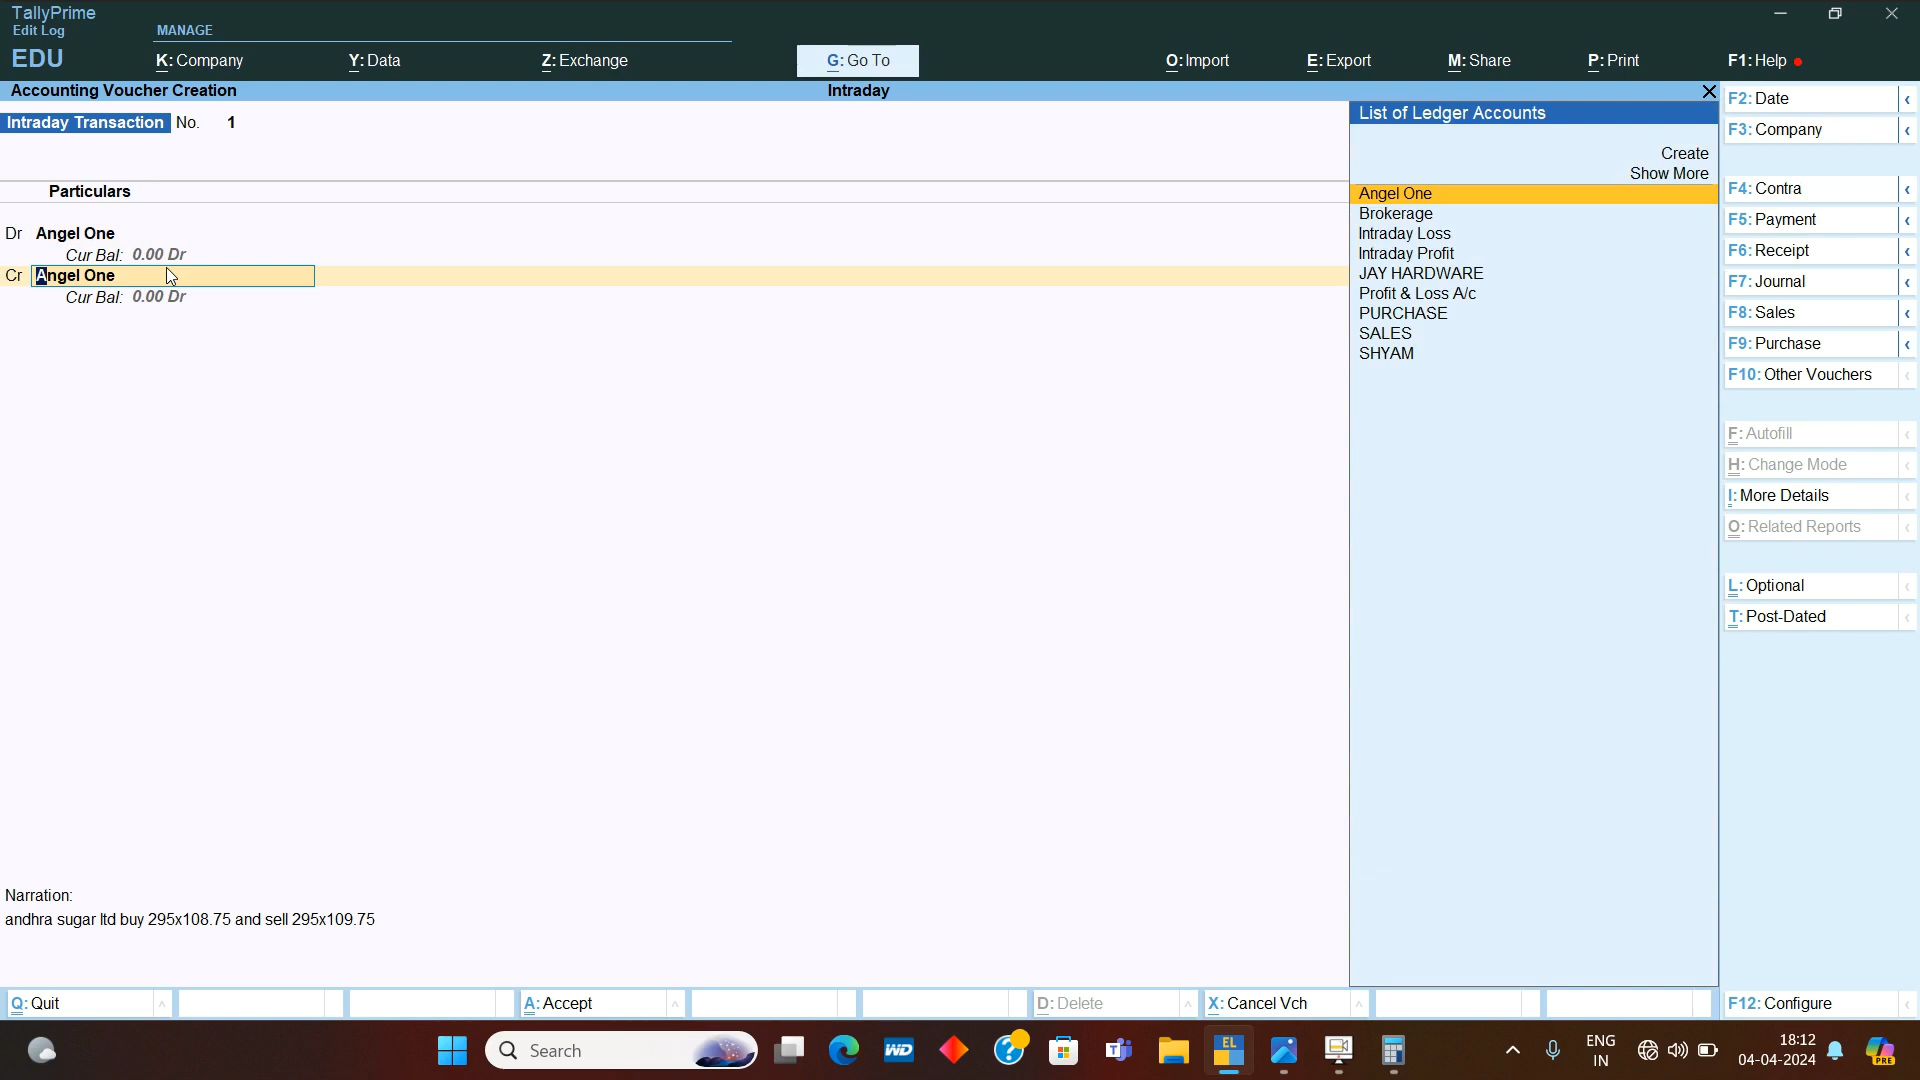 TallyPrime
Edit Log
EDU
MANAGE
K: Company
Y: Data
Z: Exchange
G: Go To
O: Import
E: Export
M: Share
P: Print
F1: Help
Accounting Voucher Creation
Intraday
Intraday Transaction No. 1
Particulars
Dr Angel One
Cur Bal: 0.00 Dr
Cr Angel One
Cur Bal: 0.00 Dr
Narration:
andhra sugar ltd buy 295x108.75 and sell 295x109.75
List of Ledger Accounts
Create
Show More
Angel One
Brokerage
Intraday Loss
Intraday Profit
JAY HARDWARE
Profit & Loss A/c
PURCHASE
SALES
SHYAM
F2: Date
F3: Company
F4: Contra
F5: Payment
F6: Receipt
F7: Journal
F8: Sales
F9: Purchase
F10: Other Vouchers
F: Autofill
H: Change Mode
I: More Details
O: Related Reports
L: Optional
T: Post-Dated
Q: Quit
A: Accept
D: Delete
X: Cancel Vch
F12: Configure
Search
WD
EL
ENG
IN
18:12
04-04-2024
PRE